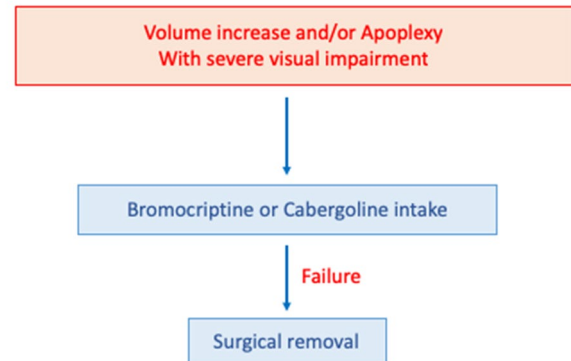 Volume increase and/or Apoplexy
With severe visual impairment
Bromocriptine or Cabergoline intake
Failure
Surgical removal